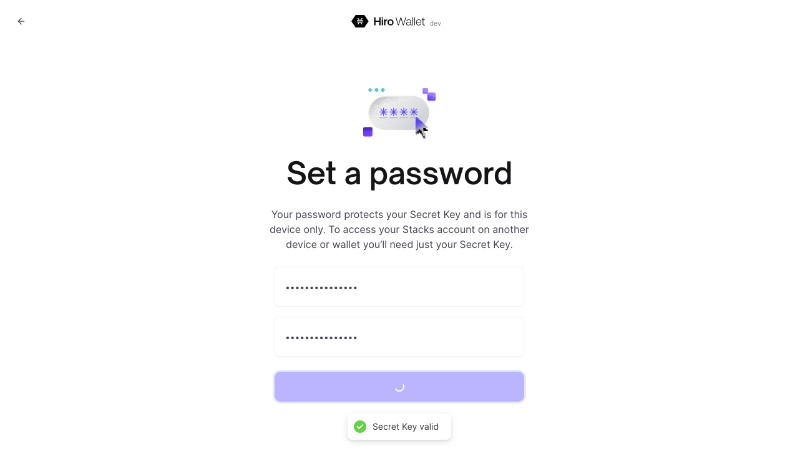 Hiro Wallet dev
Set a password
Your password protects your Secret Key and is for this
device only. To access your Stacks account on another
device or wallet you’ll need just your Secret Key.
Secret Key valid